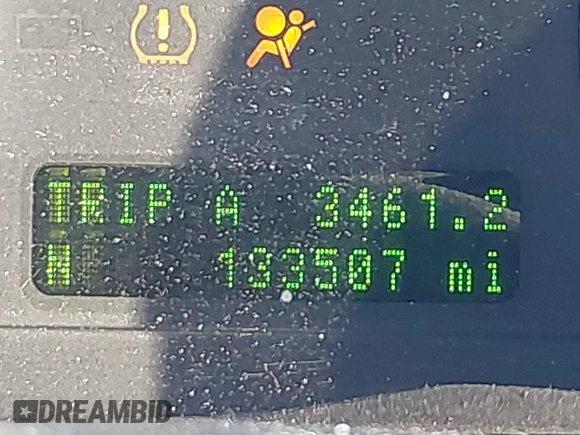 TRIP A 3461.2
N 193507 mi
DREAMBID